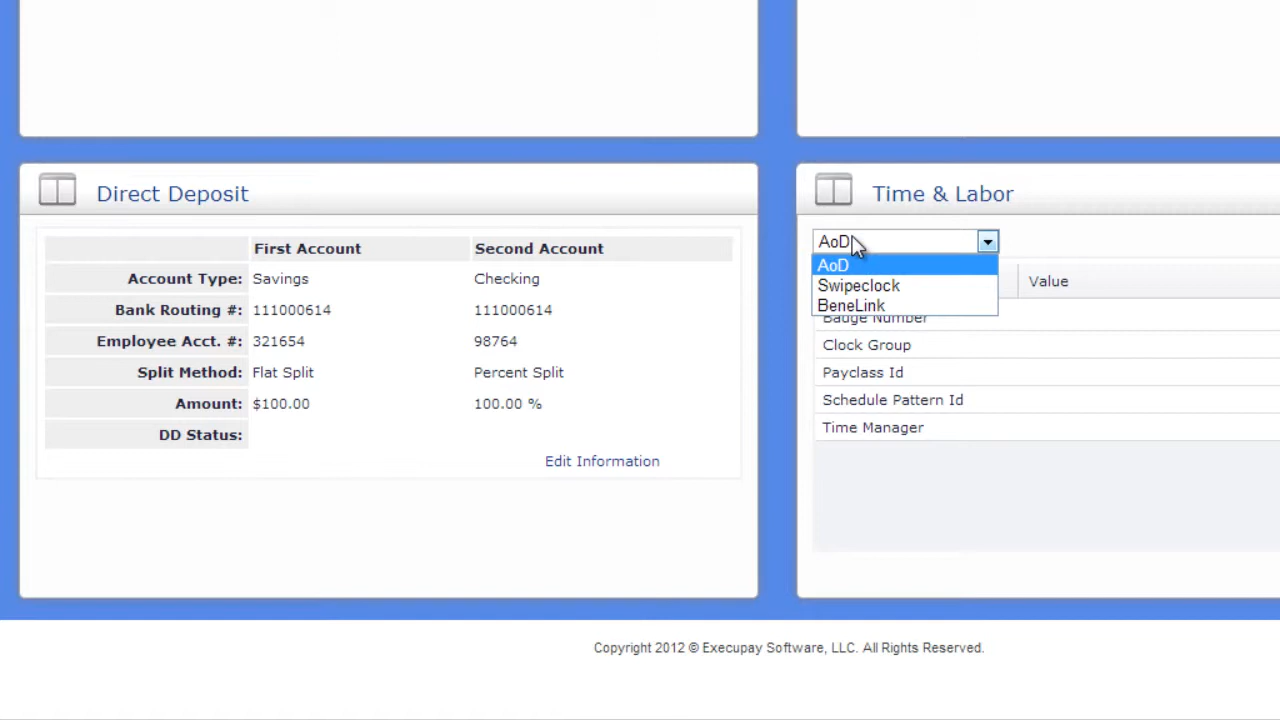 Direct Deposit
First Account Second Account
Account Type: Savings Checking
Bank Routing #: 111000614 111000614
Employee Acct. #: 321654 98764
Split Method: Flat Split Percent Split
Amount: $100.00 100.00 %
DD Status:
Edit Information
Time & Labor
AoD
AoD
Swipeclock
BeneLink
Value
Badge Number
Clock Group
Payclass Id
Schedule Pattern Id
Time Manager
Copyright 2012 © Execupay Software, LLC. All Rights Reserved.